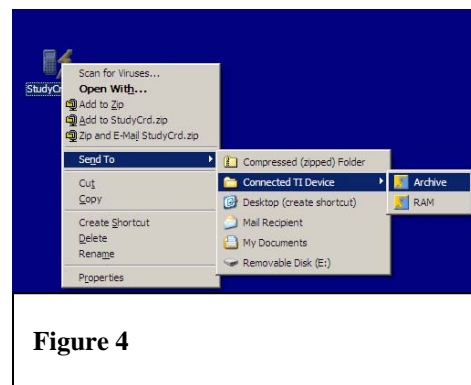 StudyCr
Scan for Viruses...
Open With...
Add to Zip
Add to StudyCrd.zip
Zip and E-Mail StudyCrd.zip
Send To
Cut
Copy
Create Shortcut
Delete
Rename
Properties
Compressed (zipped) Folder
Connected TI Device
Desktop (create shortcut)
Mail Recipient
My Documents
Removable Disk (E:)
Archive
RAM
Figure 4